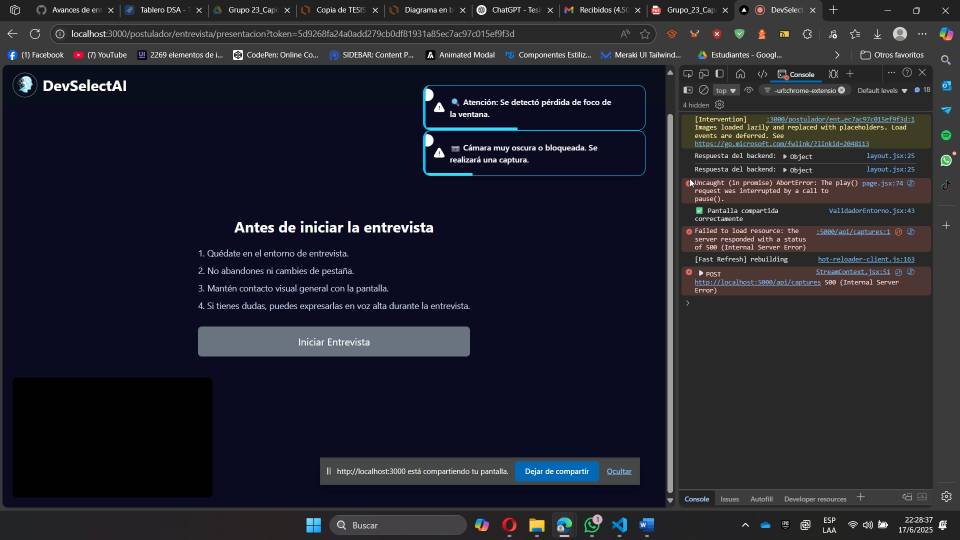 Avances de en
Tablero DSA - T
Grupo 23_Cap
Copia de TESIS
Diagrama en b
ChatGPT - Tes
Recibidos (4.50
Grupo_23_Cap
DevSelect
localhost:3000/postulador/entrevista/presentacion?token=5d9268fa24a0add279cb0df81931a85ec7ac97c015ef9f3d
(1) Facebook
(7) YouTube
2269 elementos de i...
CodePen: Online Co...
SIDEBAR: Content P...
Animated Modal
Componentes Estiliz...
Meraki UI Tailwind...
Estudiantes - Googl...
Otros favoritos
DevSelectAI
Atención: Se detectó pérdida de foco de
la ventana.
Cámara muy oscura o bloqueada. Se
realizará una captura.
Antes de iniciar la entrevista
1. Quédate en el entorno de entrevista.
2. No abandones ni cambies de pestaña.
3. Mantén contacto visual general con la pantalla.
4. Si tienes dudas, puedes expresarlas en voz alta durante la entrevista.
Iniciar Entrevista
http://localhost:3000 está compartiendo tu pantalla.
Dejar de compartir
Ocultar
Console
top
-url:chrome-extensio
Default levels
18
4 hidden
[Intervention] :3000/postulador/ent…ec7ac97c015ef9f3d:1
Images loaded lazily and replaced with placeholders. Load
events are deferred. See
https://go.microsoft.com/fwlink/?linkid=2048113
Respuesta del backend: ▶ Object layout.jsx:25
Respuesta del backend: ▶ Object layout.jsx:25
Uncaught (in promise) AbortError: The play() page.jsx:74
request was interrupted by a call to
pause().
Pantalla compartida ValidadorEntorno.jsx:43
correctamente
Failed to load resource: the :5000/api/captures:1
server responded with a status
of 500 (Internal Server Error)
[Fast Refresh] rebuilding hot-reloader-client.js:163
▶ POST StreamContext.jsx:51
http://localhost:5000/api/captures 500 (Internal Server
Error)
Console
Issues
Autofill
Developer resources
Buscar
1
ESP
LAA
22:28:37
17/6/2025